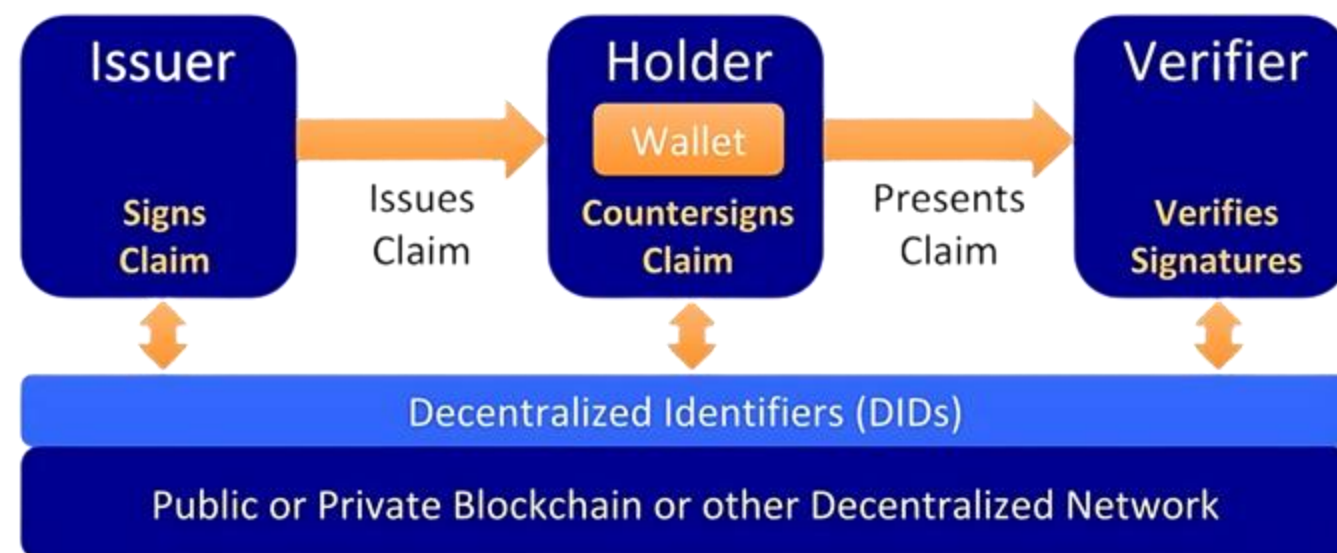 Issuer
Signs
Claim
Issues
Claim
Holder
Wallet
Countersigns
Claim
Presents
Claim
Verifier
Verifies
Signatures
Decentralized Identifiers (DIDs)
Public or Private Blockchain or other Decentralized Network